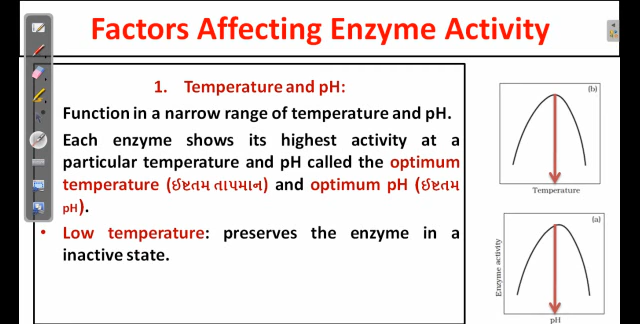 Factors Affecting Enzyme Activity
1. Temperature and pH:
Function in a narrow range of temperature and pH.
Each enzyme shows its highest activity at a
particular temperature and pH called the optimum
temperature (ઈષ્ટતમ તાપમાન) and optimum pH (ઈષ્ટતમ
pH).
• Low temperature: preserves the enzyme in a
inactive state.
(b)
Temperature
(a)
Enzyme activity
pH